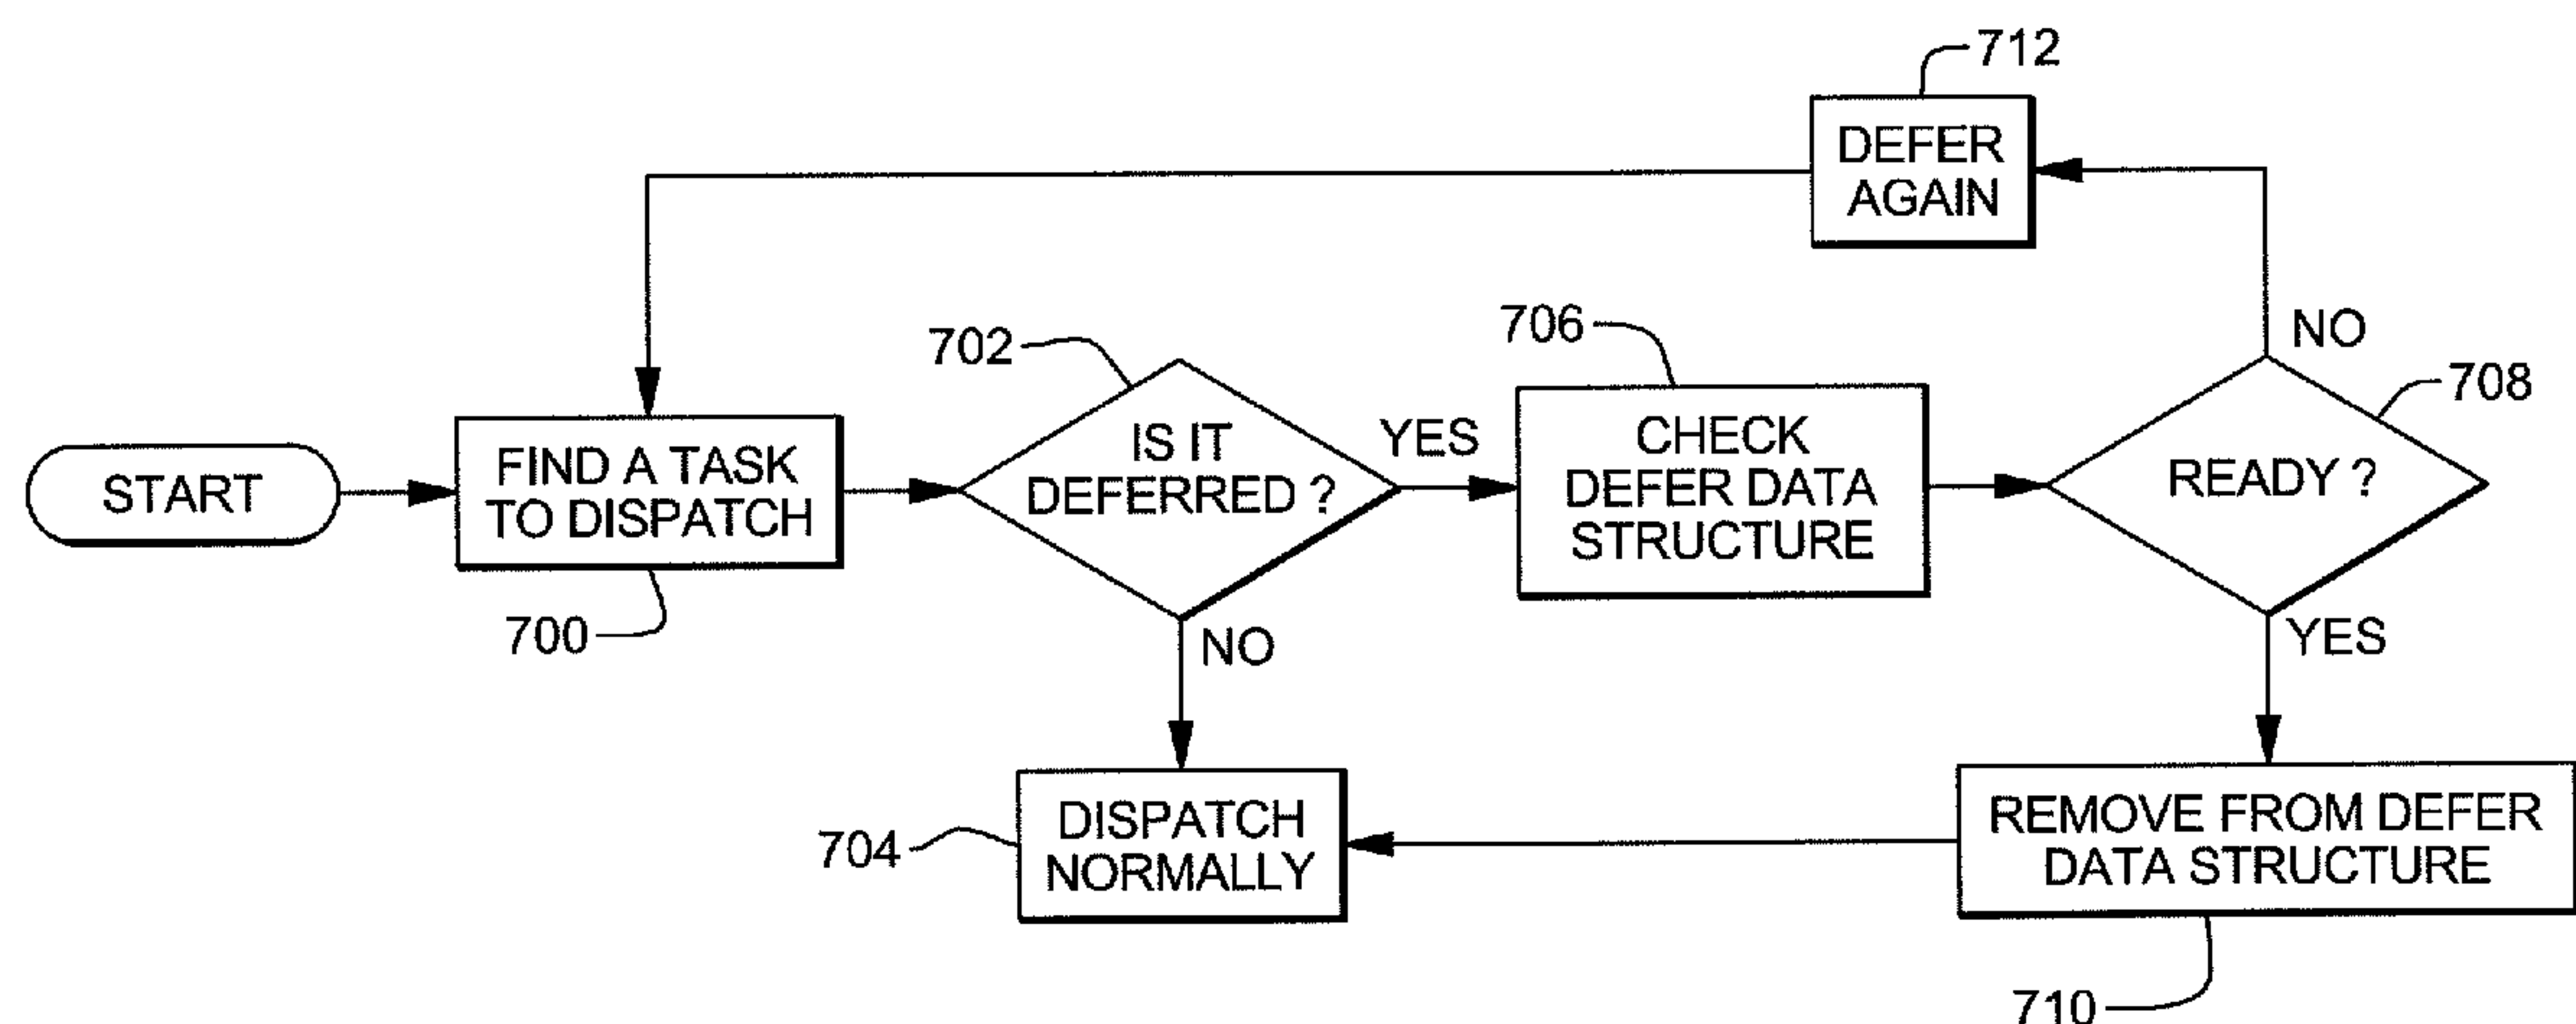 712
DEFER
AGAIN
START
FIND A TASK
TO DISPATCH
700
702
IS IT
DEFERRED ?
YES
NO
706
CHECK
DEFER DATA
STRUCTURE
708
READY ?
NO
YES
704
DISPATCH
NORMALLY
REMOVE FROM DEFER
DATA STRUCTURE
710